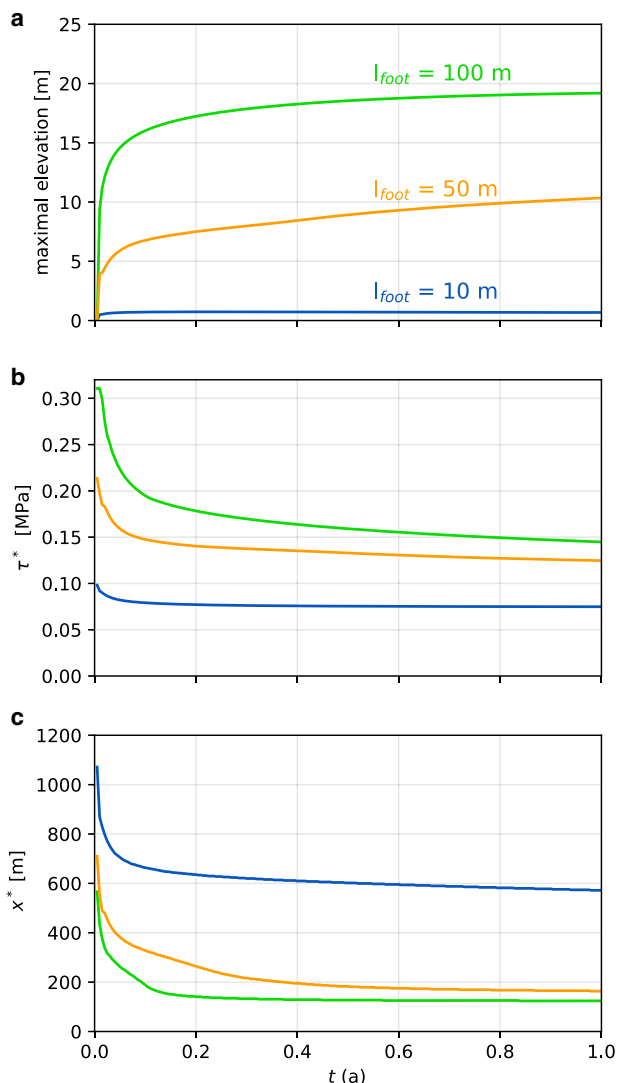 a
maximal elevation [m]
25
20
15
10
5
0
l_foot = 100 m
l_foot = 50 m
l_foot = 10 m
b
τ* [MPa]
0.30
0.25
0.20
0.15
0.10
0.05
0.00
c
x* [m]
1200
1000
800
600
400
200
0
0.0 0.2 0.4 0.6 0.8 1.0
t (a)